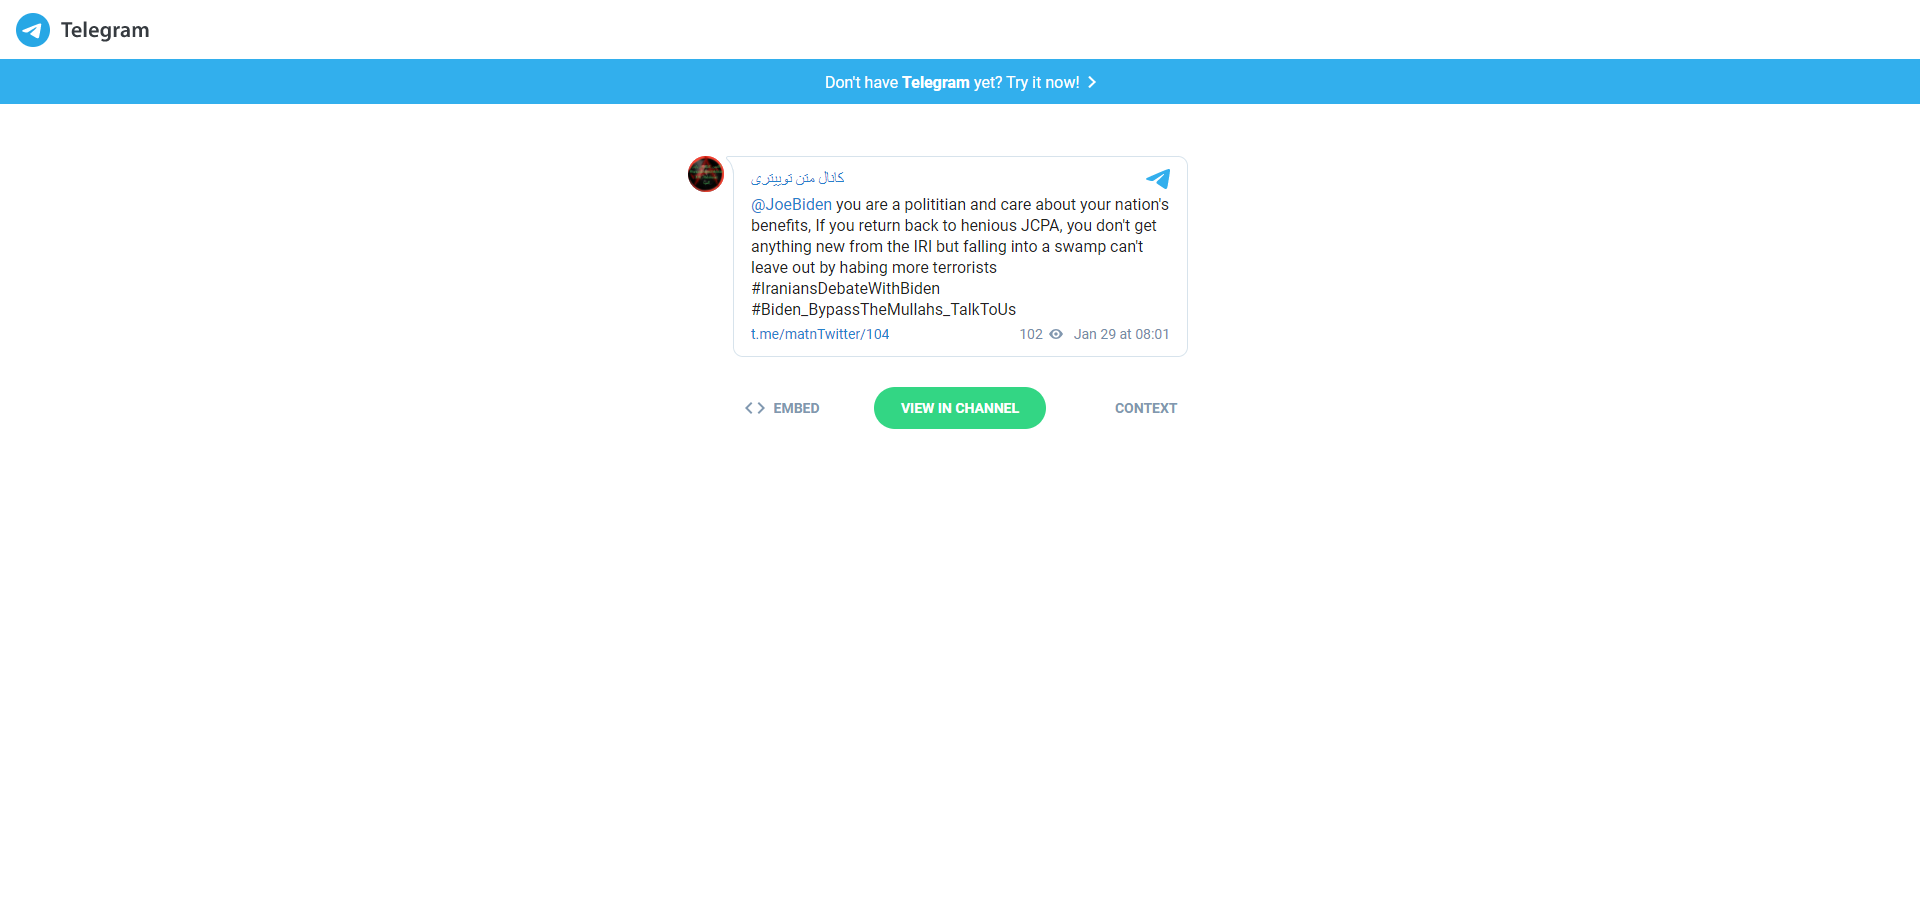 Telegram
Don't have Telegram yet? Try it now!
کانال متن توییتری
@JoeBiden you are a polititian and care about your nation's
benefits, If you return back to henious JCPA, you don't get
anything new from the IRI but falling into a swamp can't
leave out by habing more terrorists
#IraniansDebateWithBiden
#Biden_BypassTheMullahs_TalkToUs
t.me/matnTwitter/104 102 Jan 29 at 08:01
EMBED VIEW IN CHANNEL CONTEXT